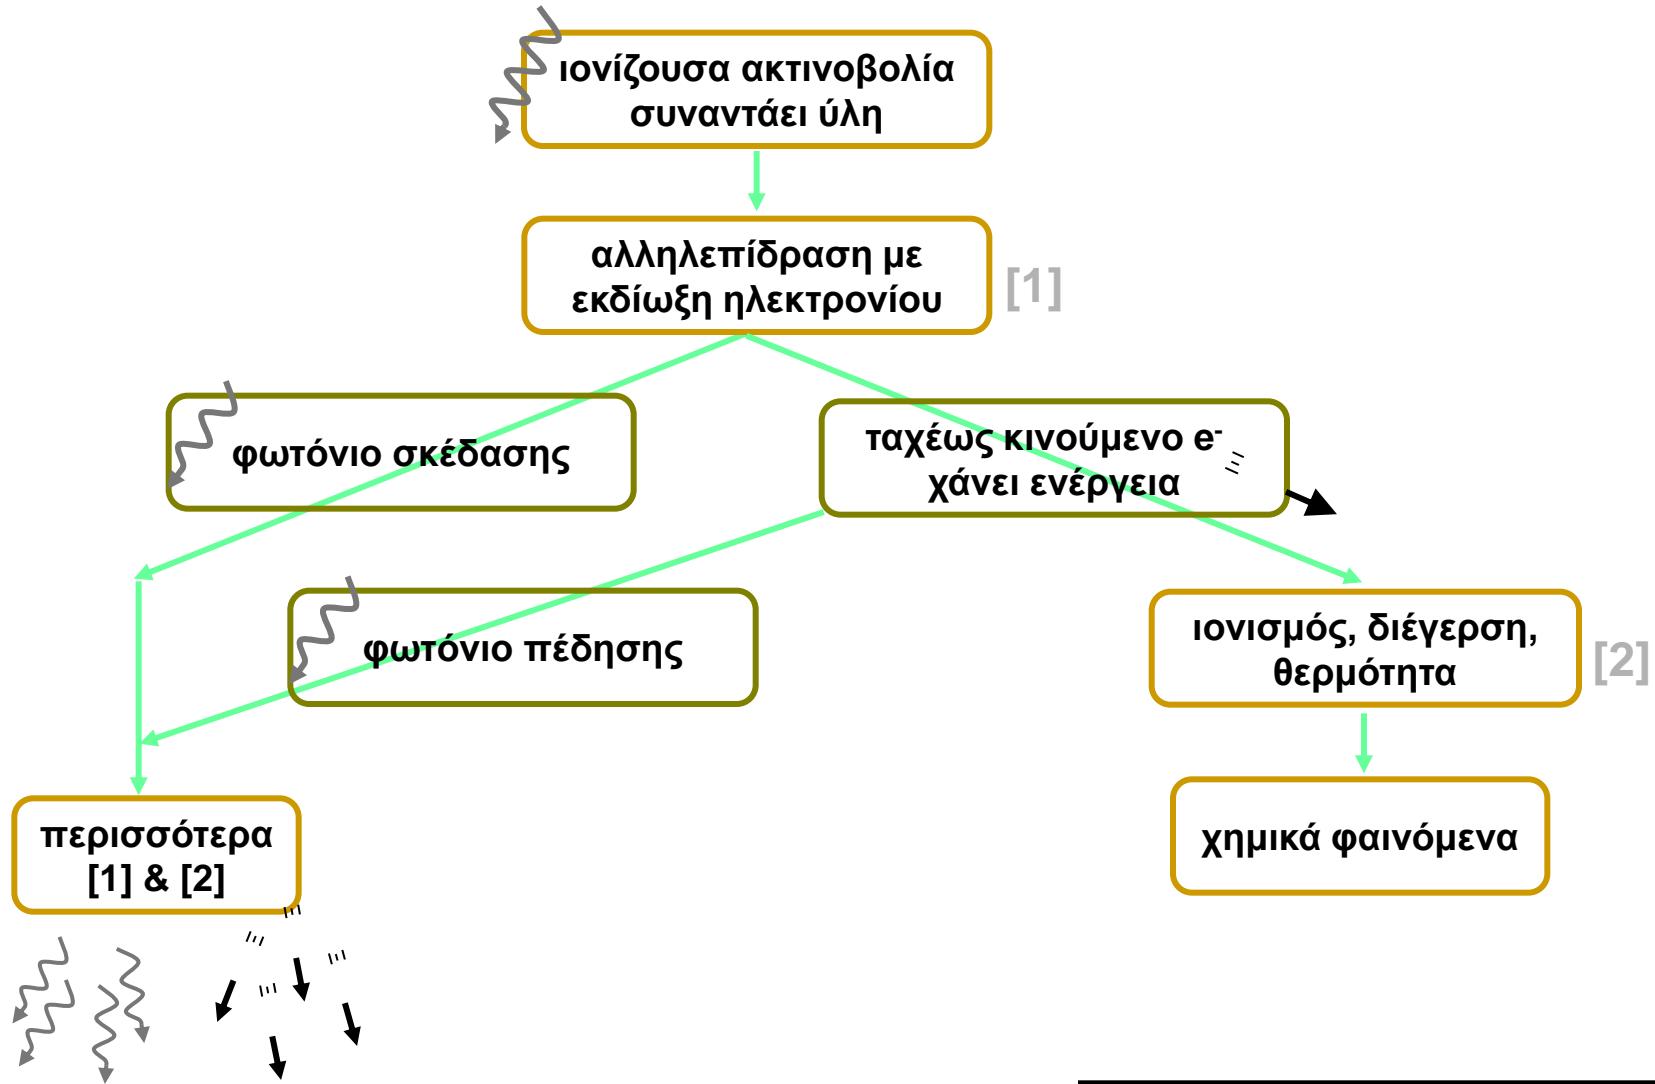 ιονίζουσα ακτινοβολία
συναντάει ύλη
αλληλεπίδραση με
εκδίωξη ηλεκτρονίου
[1]
φωτόνιο σκέδασης
ταχέως κινούμενο e-
χάνει ενέργεια
φωτόνιο πέδησης
ιονισμός, διέγερση,
θερμότητα
[2]
περισσότερα
[1] & [2]
χημικά φαινόμενα